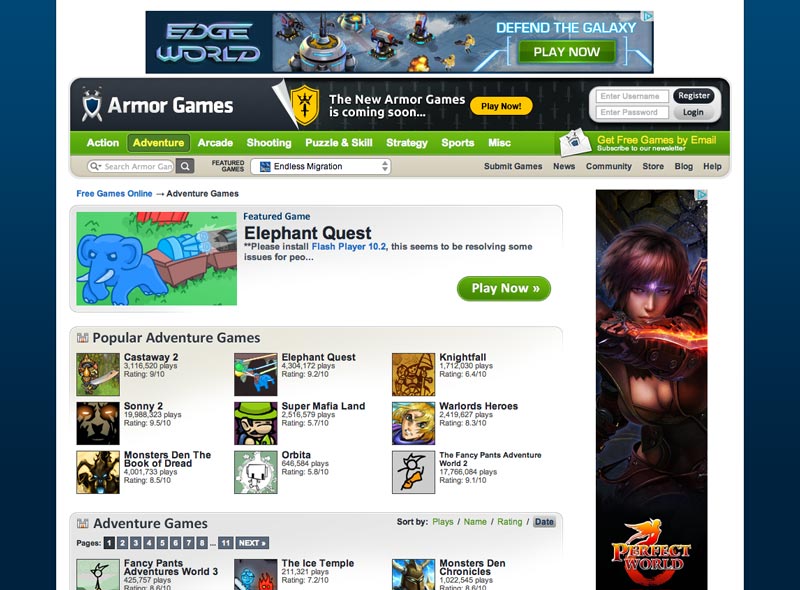 EDGE WORLD
DEFEND THE GALAXY
PLAY NOW
Armor Games
The New Armor Games
is coming soon...
Play Now!
Enter Username
Register
Enter Password
Login
Action Adventure Arcade Shooting Puzzle & Skill Strategy Sports Misc
Get Free Games by Email
Subscribe to our newsletter
Search Armor Gam
FEATURED GAMES
Endless Migration
Submit Games News Community Store Blog Help
Free Games Online → Adventure Games
Featured Game
Elephant Quest
**Please install Flash Player 10.2, this seems to be resolving some
issues for peo...
Play Now »
Popular Adventure Games
Castaway 2
3,116,520 plays
Rating: 9/10
Elephant Quest
4,304,172 plays
Rating: 9.2/10
Knightfall
1,712,030 plays
Rating: 6.4/10
Sonny 2
19,988,323 plays
Rating: 9.5/10
Super Mafia Land
2,516,579 plays
Rating: 5.7/10
Warlords Heroes
2,419,627 plays
Rating: 8.3/10
Monsters Den The
Book of Dread
4,001,733 plays
Rating: 8.5/10
Orbita
646,584 plays
Rating: 5.8/10
The Fancy Pants Adventure
World 2
17,766,084 plays
Rating: 9.1/10
Adventure Games
Sort by: Plays / Name / Rating / Date
Pages: 1 2 3 4 5 6 7 8 ... 11 NEXT »
Fancy Pants
Adventures World 3
425,757 plays
Rating: 8.6/10
The Ice Temple
211,321 plays
Rating: 7.2/10
Monsters Den
Chronicles
1,022,545 plays
Rating: 8.6/10
PERFECT
WORLD